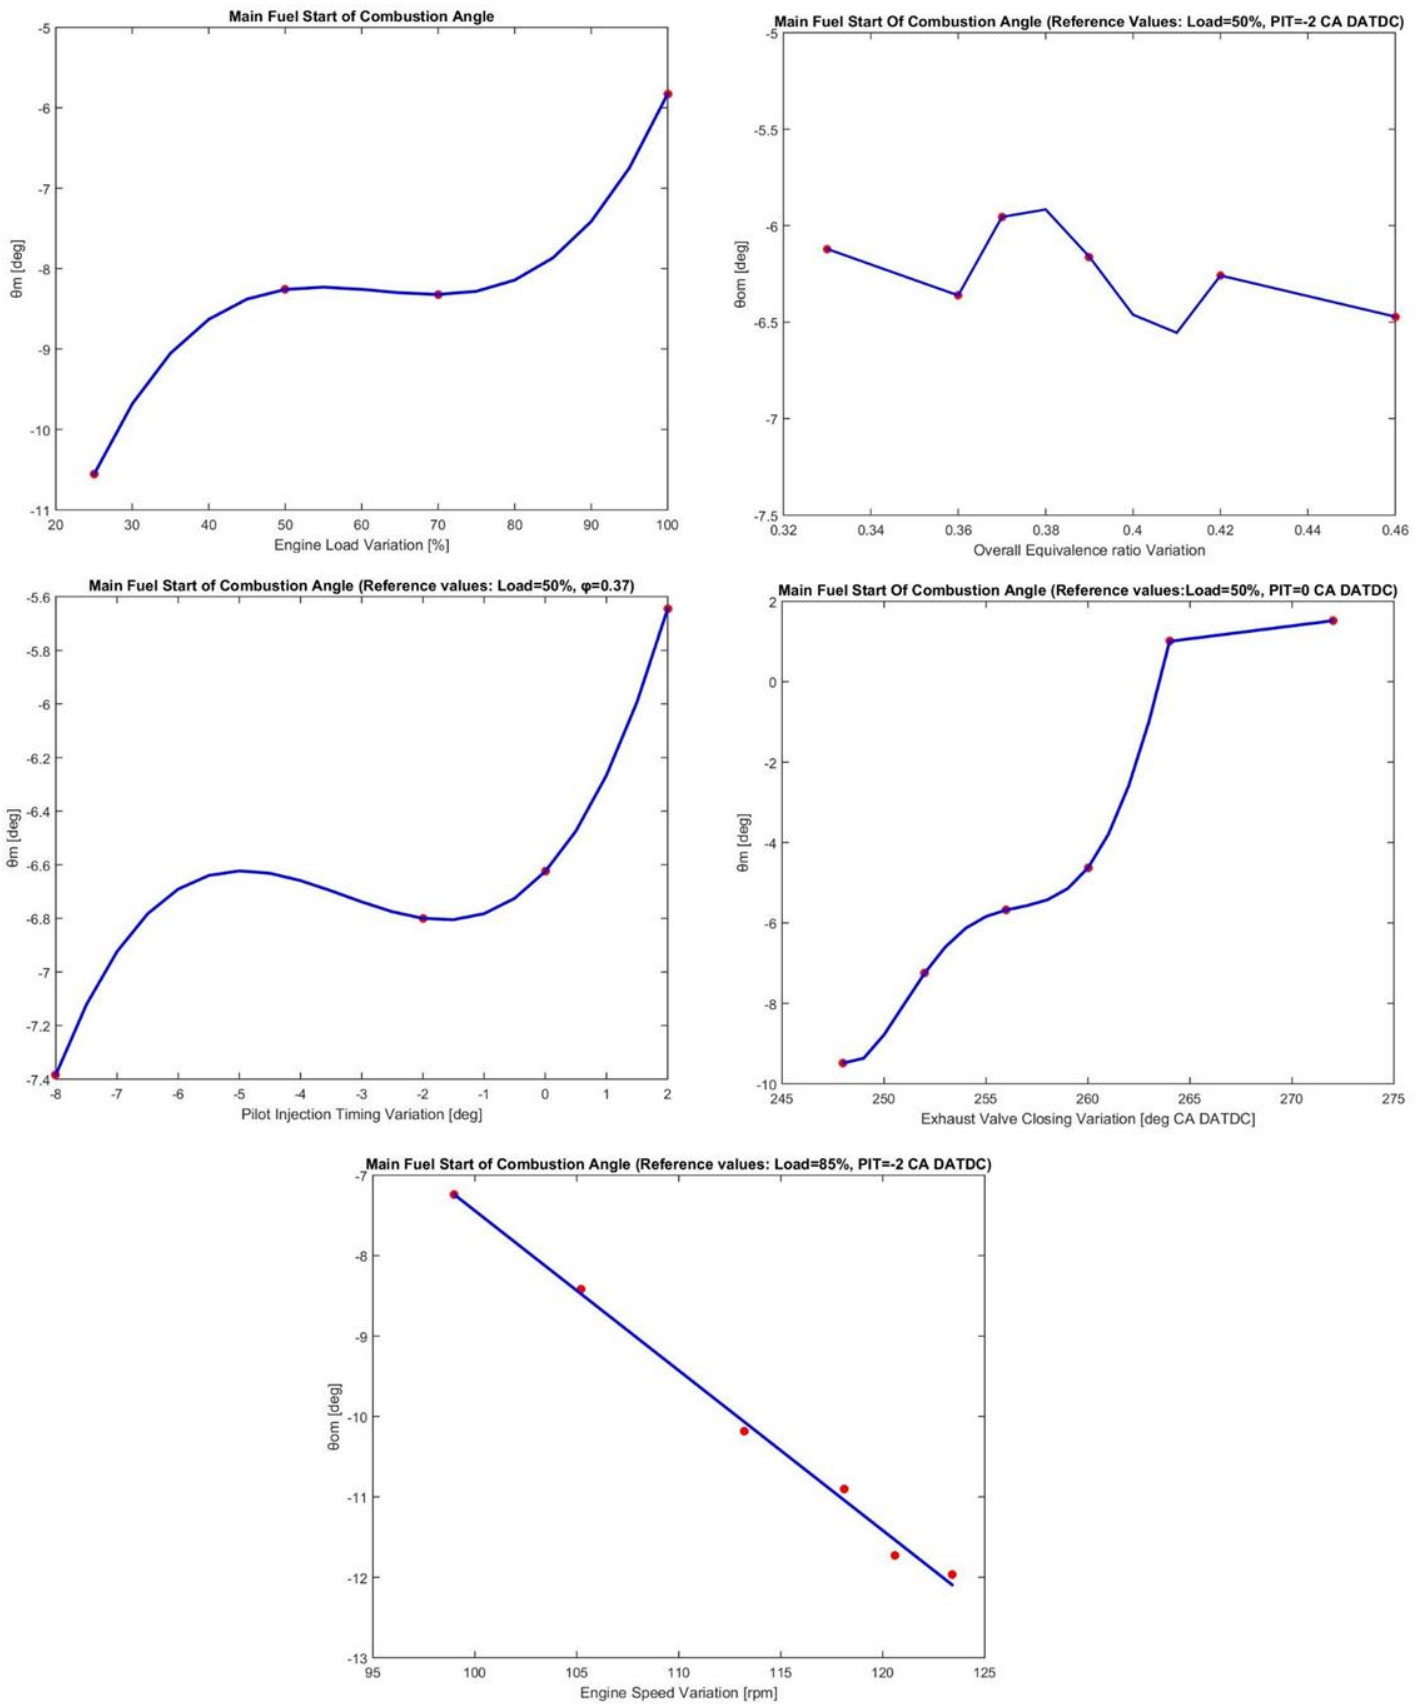 Main Fuel Start of Combustion Angle
-5
-6
-7
-8
-9
-10
-11
θm [deg]
20 30 40 50 60 70 80 90 100
Engine Load Variation [%]
Main Fuel Start Of Combustion Angle (Reference Values: Load=50%, PIT=-2 CA DATDC)
-5
-5.5
-6
-6.5
-7
-7.5
θom [deg]
0.32 0.34 0.36 0.38 0.4 0.42 0.44 0.46
Overall Equivalence ratio Variation
Main Fuel Start of Combustion Angle (Reference values: Load=50%, φ=0.37)
-5.6
-5.8
-6
-6.2
-6.4
-6.6
-6.8
-7
-7.2
-7.4
θm [deg]
-8 -7 -6 -5 -4 -3 -2 -1 0 1 2
Pilot Injection Timing Variation [deg]
Main Fuel Start Of Combustion Angle (Reference values:Load=50%, PIT=0 CA DATDC)
2
0
-2
-4
-6
-8
-10
θm [deg]
245 250 255 260 265 270 275
Exhaust Valve Closing Variation [deg CA DATDC]
Main Fuel Start of Combustion Angle (Reference values: Load=85%, PIT=-2 CA DATDC)
-7
-8
-9
-10
-11
-12
-13
θom [deg]
95 100 105 110 115 120 125
Engine Speed Variation [rpm]